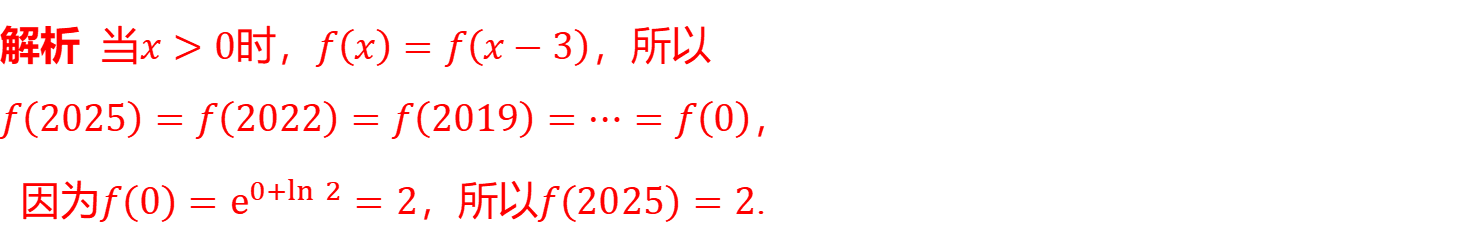 解析 当x > 0时，f(x) = f(x − 3)，所以
f(2025) = f(2022) = f(2019) = ⋯ = f(0)，
因为f(0) = e^{0+ln 2} = 2，所以f(2025) = 2.